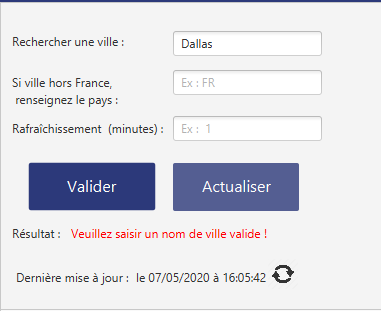 Rechercher une ville :
Dallas
Si ville hors France,
renseignez le pays :
Ex : FR
Rafraîchissement (minutes) :
Ex : 1
Valider
Actualiser
Résultat : Veuillez saisir un nom de ville valide !
Dernière mise à jour : le 07/05/2020 à 16:05:42